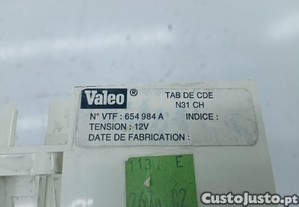 Valeo
TAB DE CDE
N31 CH
N° VTF : 654 984 A INDICE :
TENSION : 12V
DATE DE FABRICATION :
E
CustoJusto.pt